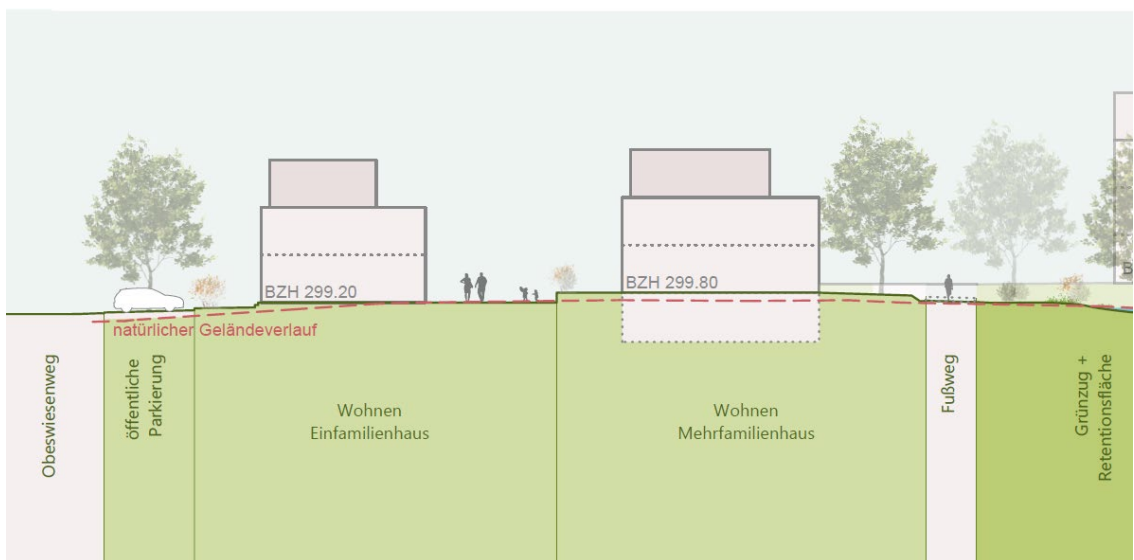 BZH 299.20
BZH 299.80
B
natürlicher Geländeverlauf
Obeswiesenweg
öffentliche
Parkierung
Wohnen
Einfamilienhaus
Wohnen
Mehrfamilienhaus
Fußweg
Grünzug +
Retentionsfläche